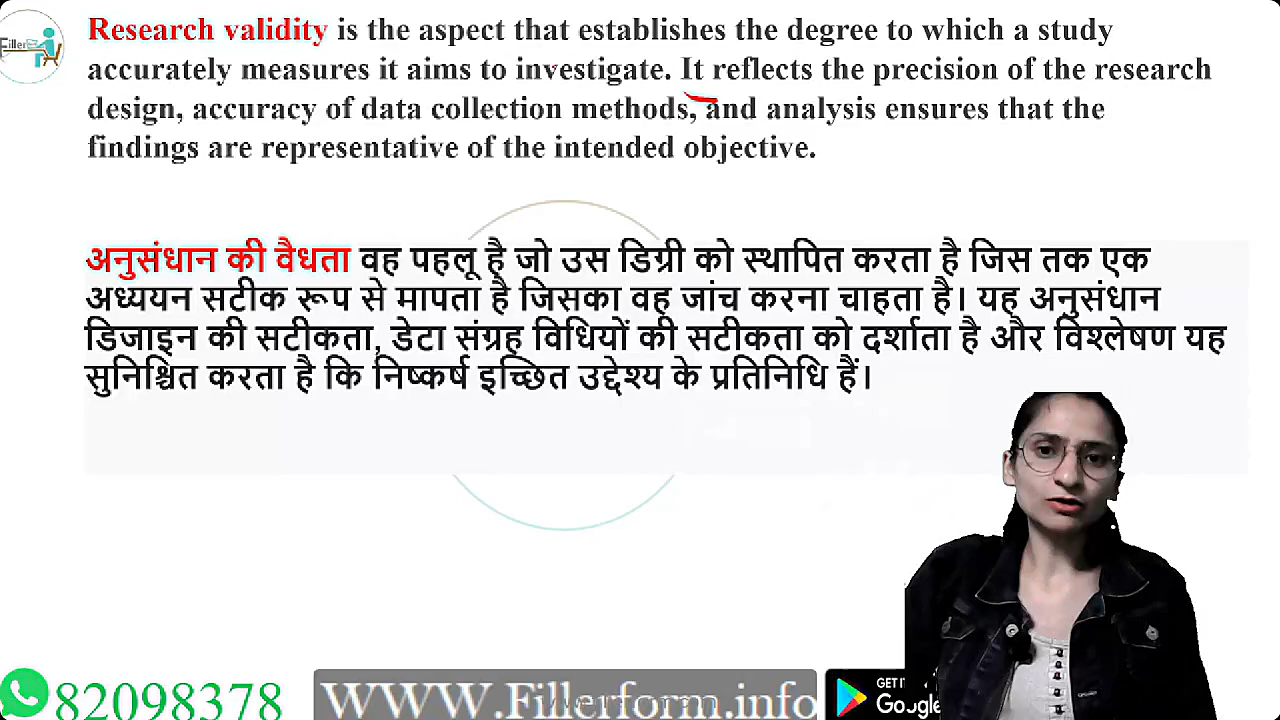 Filler
Research validity is the aspect that establishes the degree to which a study
accurately measures it aims to investigate. It reflects the precision of the research
design, accuracy of data collection methods, and analysis ensures that the
findings are representative of the intended objective.
अनुसंधान की वैधता वह पहलू है जो उस डिग्री को स्थापित करता है जिस तक एक
अध्ययन सटीक रूप से मापता है जिसका वह जांच करना चाहता है। यह अनुसंधान
डिजाइन की सटीकता, डेटा संग्रह विधियों की सटीकता को दर्शाता है और विश्लेषण यह
सुनिश्चित करता है कि निष्कर्ष इच्छित उद्देश्य के प्रतिनिधि हैं।
82098378
WWW.Fillerform.info
GET IT
Google